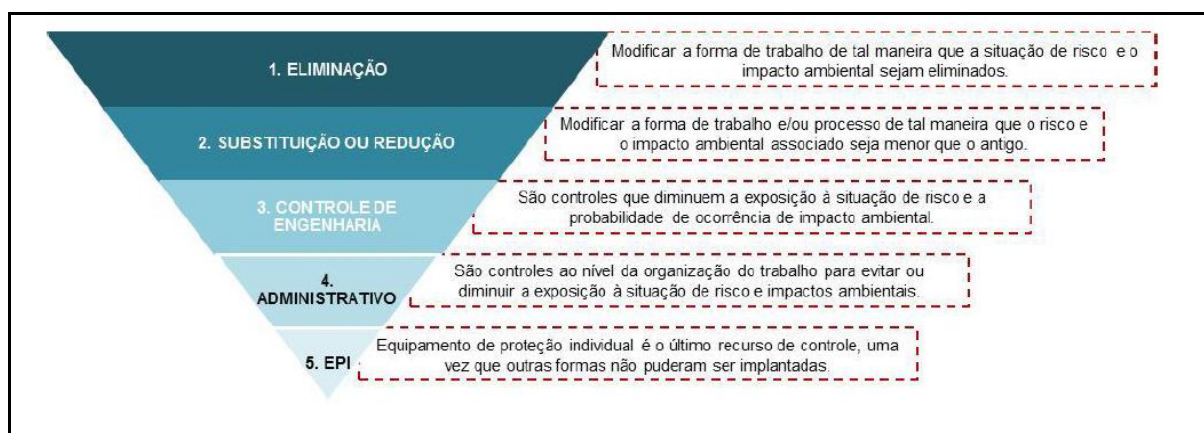 1. ELIMINAÇÃO
Modificar a forma de trabalho de tal maneira que a situação de risco e o
impacto ambiental sejam eliminados.
2. SUBSTITUIÇÃO OU REDUÇÃO
Modificar a forma de trabalho e/ou processo de tal maneira que o risco e
o impacto ambiental associado seja menor que o antigo.
3. CONTROLE DE
ENGENHARIA
São controles que diminuem a exposição à situação de risco e a
probabilidade de ocorrência de impacto ambiental.
4.
ADMINISTRATIVO
São controles ao nível da organização do trabalho para evitar ou
diminuir a exposição à situação de risco e impactos ambientais.
5. EPI
Equipamento de proteção individual é o último recurso de controle, uma
vez que outras formas não puderam ser implantadas.